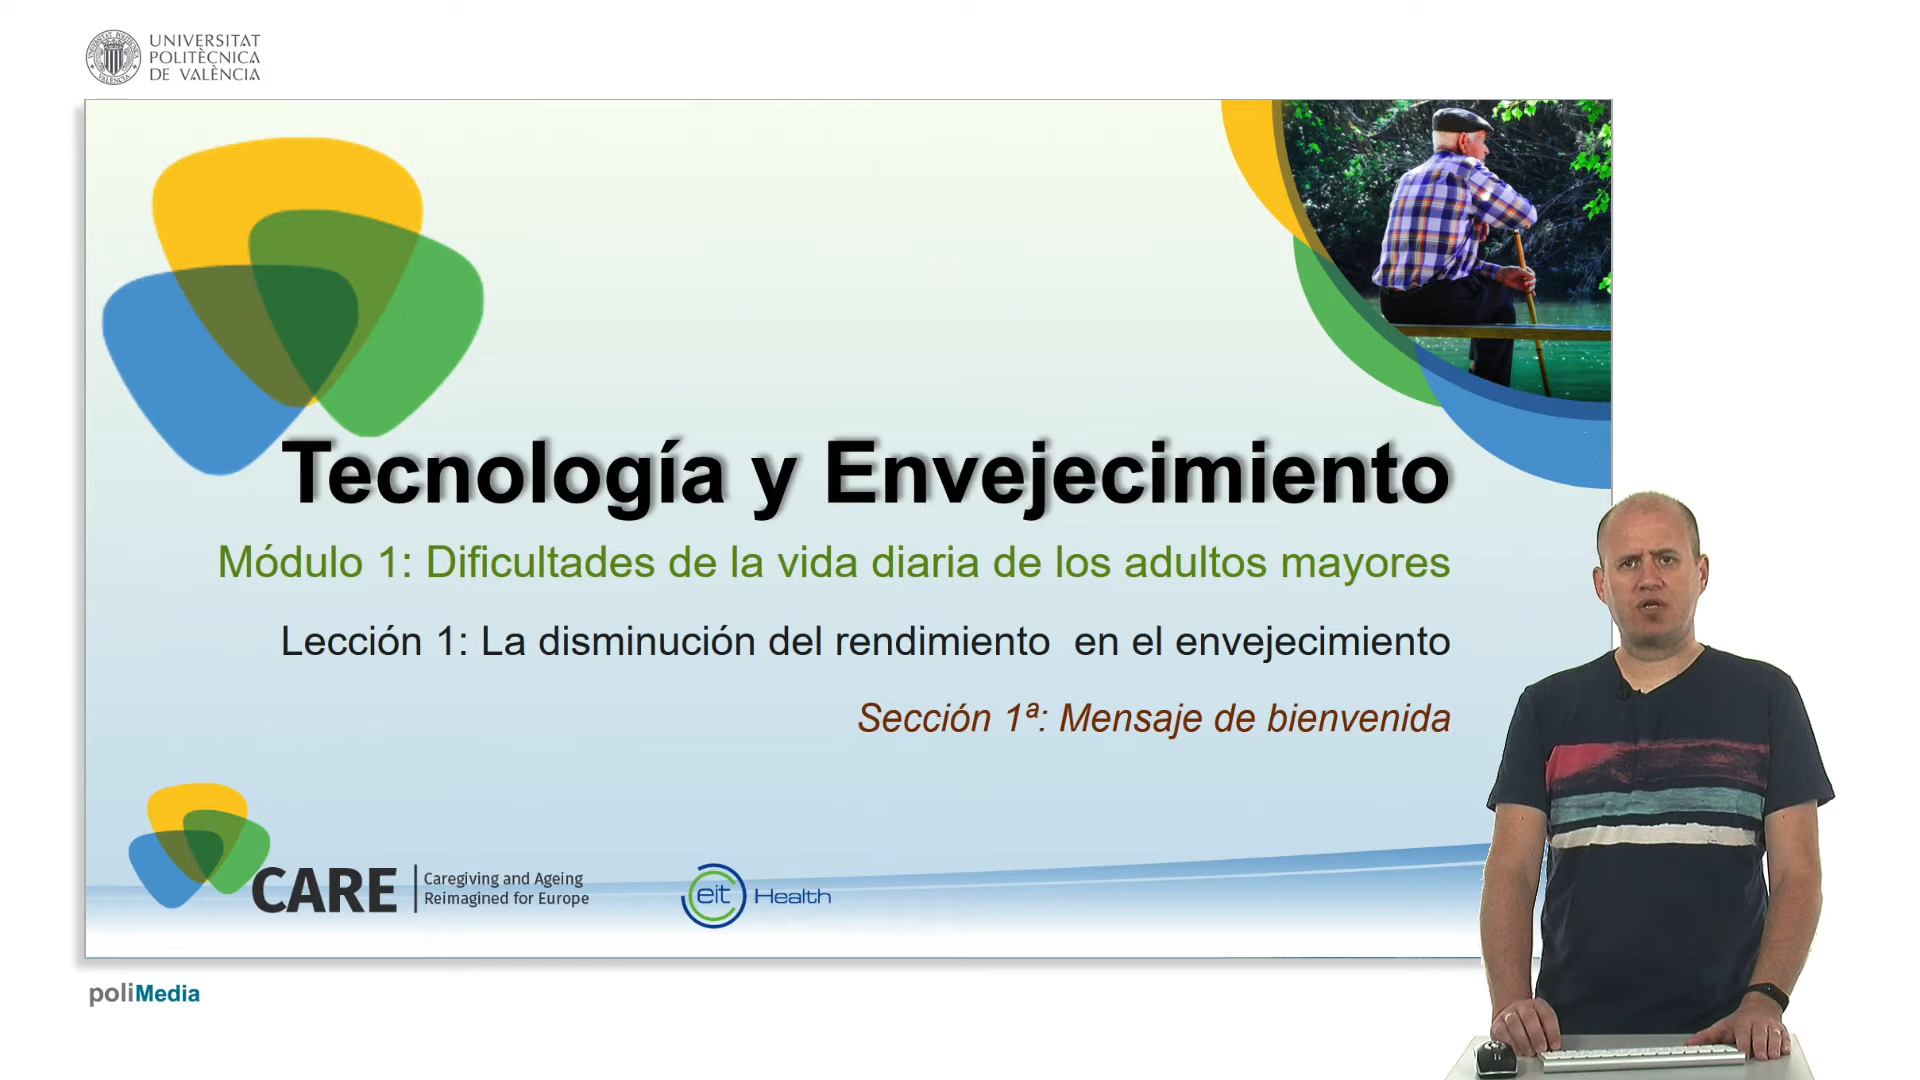 UNIVERSITAT
POLITÈCNICA
DE VALÈNCIA
Tecnología y Envejecimiento
Módulo 1: Dificultades de la vida diaria de los adultos mayores
Lección 1: La disminución del rendimiento  en el envejecimiento
Sección 1ª: Mensaje de bienvenida
CARE
Caregiving and Ageing
Reimagined for Europe
eit Health
poliMedia